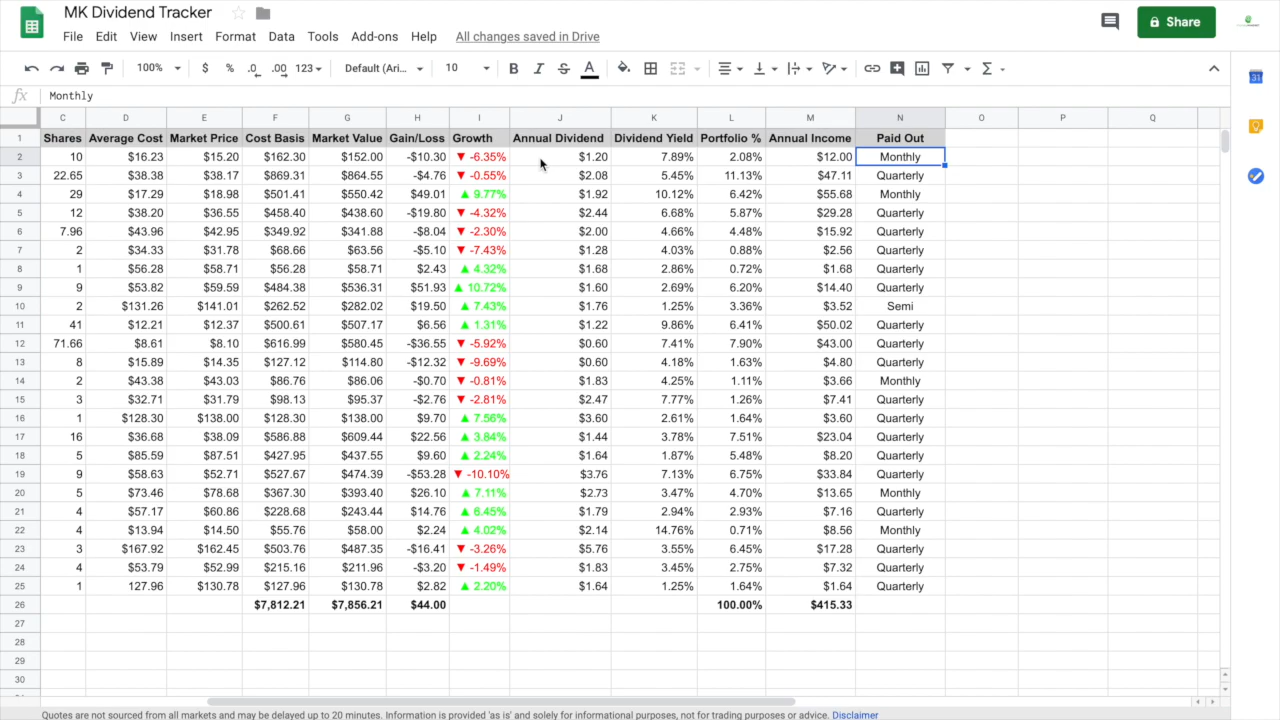 MK Dividend Tracker
File Edit View Insert Format Data Tools Add-ons Help All changes saved in Drive
Share
100% $ % .0 .00 123 Default (Ari... 10 B I S A Σ
fx Monthly
C D E F G H I J K L M N O P Q
1 Shares Average Cost Market Price Cost Basis Market Value Gain/Loss Growth Annual Dividend Dividend Yield Portfolio % Annual Income Paid Out
2 10 $16.23 $15.20 $162.30 $152.00 -$10.30 ▼ -6.35% $1.20 7.89% 2.08% $12.00 Monthly
3 22.65 $38.38 $38.17 $869.31 $864.55 -$4.76 ▼ -0.55% $2.08 5.45% 11.13% $47.11 Quarterly
4 29 $17.29 $18.98 $501.41 $550.42 $49.01 ▲ 9.77% $1.92 10.12% 6.42% $55.68 Monthly
5 12 $38.20 $36.55 $458.40 $438.60 -$19.80 ▼ -4.32% $2.44 6.68% 5.87% $29.28 Quarterly
6 7.96 $43.96 $42.95 $349.92 $341.88 -$8.04 ▼ -2.30% $2.00 4.66% 4.48% $15.92 Quarterly
7 2 $34.33 $31.78 $68.66 $63.56 -$5.10 ▼ -7.43% $1.28 4.03% 0.88% $2.56 Quarterly
8 1 $56.28 $58.71 $56.28 $58.71 $2.43 ▲ 4.32% $1.68 2.86% 0.72% $1.68 Quarterly
9 9 $53.82 $59.59 $484.38 $536.31 $51.93 ▲ 10.72% $1.60 2.69% 6.20% $14.40 Quarterly
10 2 $131.26 $141.01 $262.52 $282.02 $19.50 ▲ 7.43% $1.76 1.25% 3.36% $3.52 Semi
11 41 $12.21 $12.37 $500.61 $507.17 $6.56 ▲ 1.31% $1.22 9.86% 6.41% $50.02 Quarterly
12 71.66 $8.61 $8.10 $616.99 $580.45 -$36.55 ▼ -5.92% $0.60 7.41% 7.90% $43.00 Quarterly
13 8 $15.89 $14.35 $127.12 $114.80 -$12.32 ▼ -9.69% $0.60 4.18% 1.63% $4.80 Quarterly
14 2 $43.38 $43.03 $86.76 $86.06 -$0.70 ▼ -0.81% $1.83 4.25% 1.11% $3.66 Monthly
15 3 $32.71 $31.79 $98.13 $95.37 -$2.76 ▼ -2.81% $2.47 7.77% 1.26% $7.41 Quarterly
16 1 $128.30 $138.00 $128.30 $138.00 $9.70 ▲ 7.56% $3.60 2.61% 1.64% $3.60 Quarterly
17 16 $36.68 $38.09 $586.88 $609.44 $22.56 ▲ 3.84% $1.44 3.78% 7.51% $23.04 Quarterly
18 5 $85.59 $87.51 $427.95 $437.55 $9.60 ▲ 2.24% $1.64 1.87% 5.48% $8.20 Quarterly
19 9 $58.63 $52.71 $527.67 $474.39 -$53.28 ▼ -10.10% $3.76 7.13% 6.75% $33.84 Quarterly
20 5 $73.46 $78.68 $367.30 $393.40 $26.10 ▲ 7.11% $2.73 3.47% 4.70% $13.65 Monthly
21 4 $57.17 $60.86 $228.68 $243.44 $14.76 ▲ 6.45% $1.79 2.94% 2.93% $7.16 Quarterly
22 4 $13.94 $14.50 $55.76 $58.00 $2.24 ▲ 4.02% $2.14 14.76% 0.71% $8.56 Monthly
23 3 $167.92 $162.45 $503.76 $487.35 -$16.41 ▼ -3.26% $5.76 3.55% 6.45% $17.28 Quarterly
24 4 $53.79 $52.99 $215.16 $211.96 -$3.20 ▼ -1.49% $1.83 3.45% 2.75% $7.32 Quarterly
25 1 127.96 $130.78 $127.96 $130.78 $2.82 ▲ 2.20% $1.64 1.25% 1.64% $1.64 Quarterly
26 $7,812.21 $7,856.21 $44.00 100.00% $415.33
27
28
29
30
Quotes are not sourced from all markets and may be delayed up to 20 minutes. Information is provided 'as is' and solely for informational purposes, not for trading purposes or advice. Disclaimer